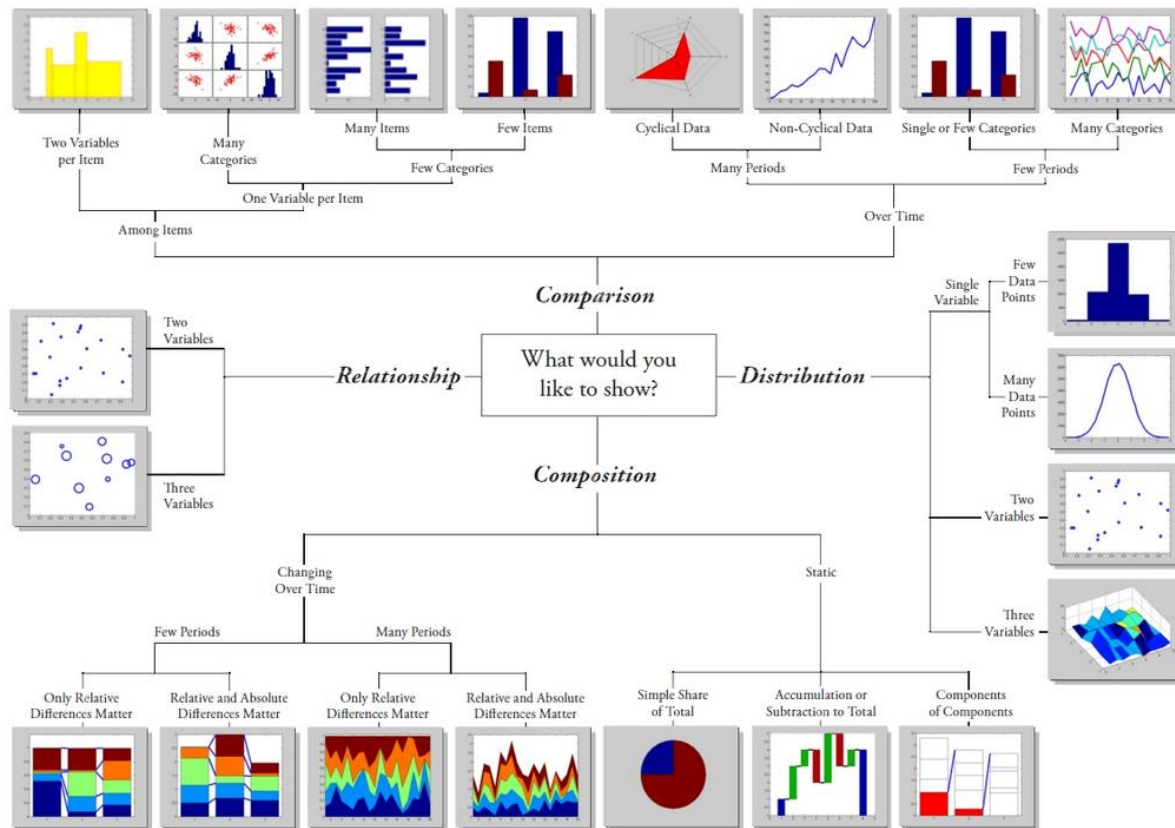 Two Variables
per Item
Many
Categories
Many Items
Few Items
Cyclical Data
Non-Cyclical Data
Single or Few Categories
Many Categories
Few Categories
Many Periods
Few Periods
One Variable per Item
Among Items
Over Time
Comparison
Single
Variable
Few
Data
Points
Two
Variables
Relationship
What would you
like to show?
Distribution
Many
Data
Points
Three
Variables
Composition
Two
Variables
Changing
Over Time
Static
Three
Variables
Few Periods
Many Periods
Only Relative
Differences Matter
Relative and Absolute
Differences Matter
Only Relative
Differences Matter
Relative and Absolute
Differences Matter
Simple Share
of Total
Accumulation or
Subtraction to Total
Components
of Components